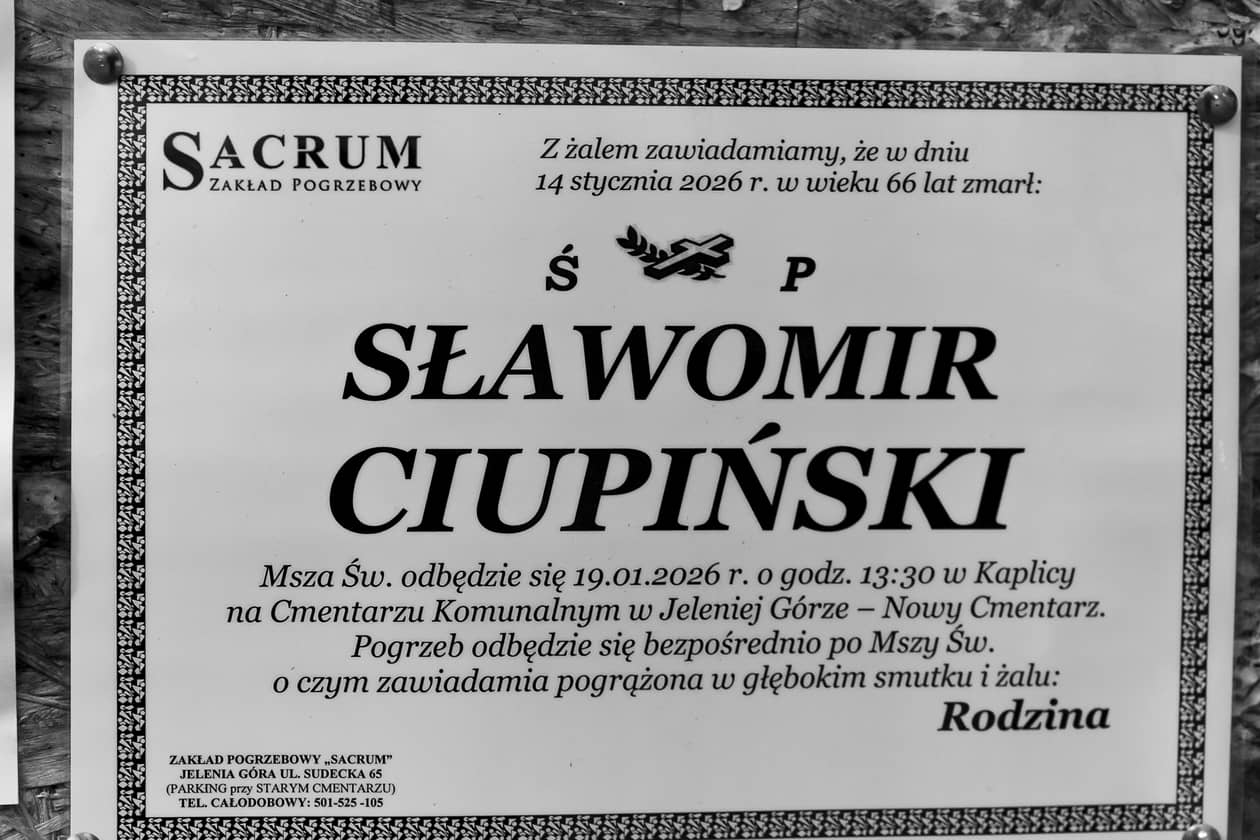 SACRUM
ZAKŁAD POGRZEBOWY
Z żalem zawiadamiamy, że w dniu
14 stycznia 2026 r. w wieku 66 lat zmarł:
Ś P
SŁAWOMIR
CIUPIŃSKI
Msza Św. odbędzie się 19.01.2026 r. o godz. 13:30 w Kaplicy
na Cmentarzu Komunalnym w Jeleniej Górze – Nowy Cmentarz.
Pogrzeb odbędzie się bezpośrednio po Mszy Św.
o czym zawiadamia pogrążona w głębokim smutku i żalu:
Rodzina
ZAKŁAD POGRZEBOWY „SACRUM”
JELENIA GÓRA UL. SUDECKA 65
(PARKING przy STARYM CMENTARZU)
TEL. CAŁODOBOWY: 501-525 -105